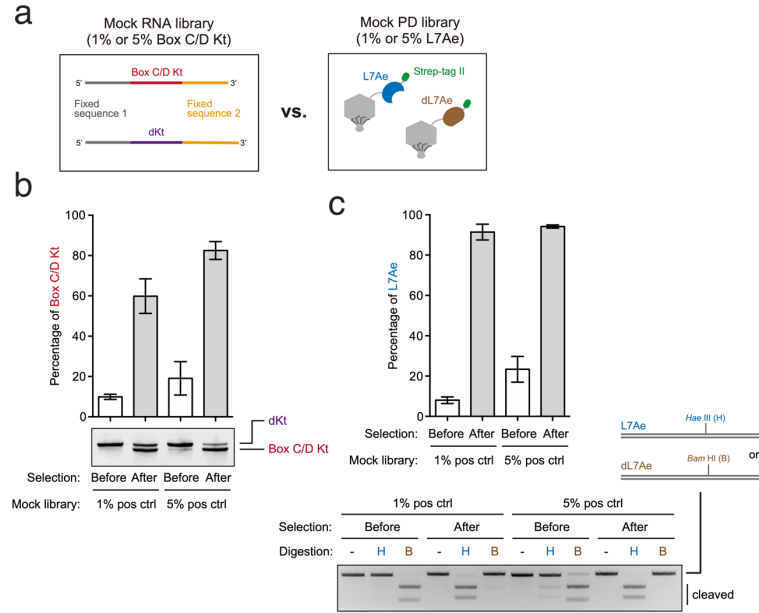 a
Mock RNA library
(1% or 5% Box C/D Kt)
Box C/D Kt
5'
3'
Fixed
sequence 1
Fixed
sequence 2
dKt
5'
3'
vs.
Mock PD library
(1% or 5% L7Ae)
L7Ae
Strep-tag II
dL7Ae
b
Percentage of Box C/D Kt
100
80
60
40
20
0
dKt
Box C/D Kt
Selection: Before After Before After
Mock library: 1% pos ctrl 5% pos ctrl
c
Percentage of L7Ae
100
80
60
40
20
0
Selection: Before After Before After
Mock library: 1% pos ctrl 5% pos ctrl
Hae III (H)
L7Ae
Bam HI (B)
dL7Ae
or
1% pos ctrl 5% pos ctrl
Selection: Before After Before After
Digestion: - H B - H B - H B - H B
cleaved